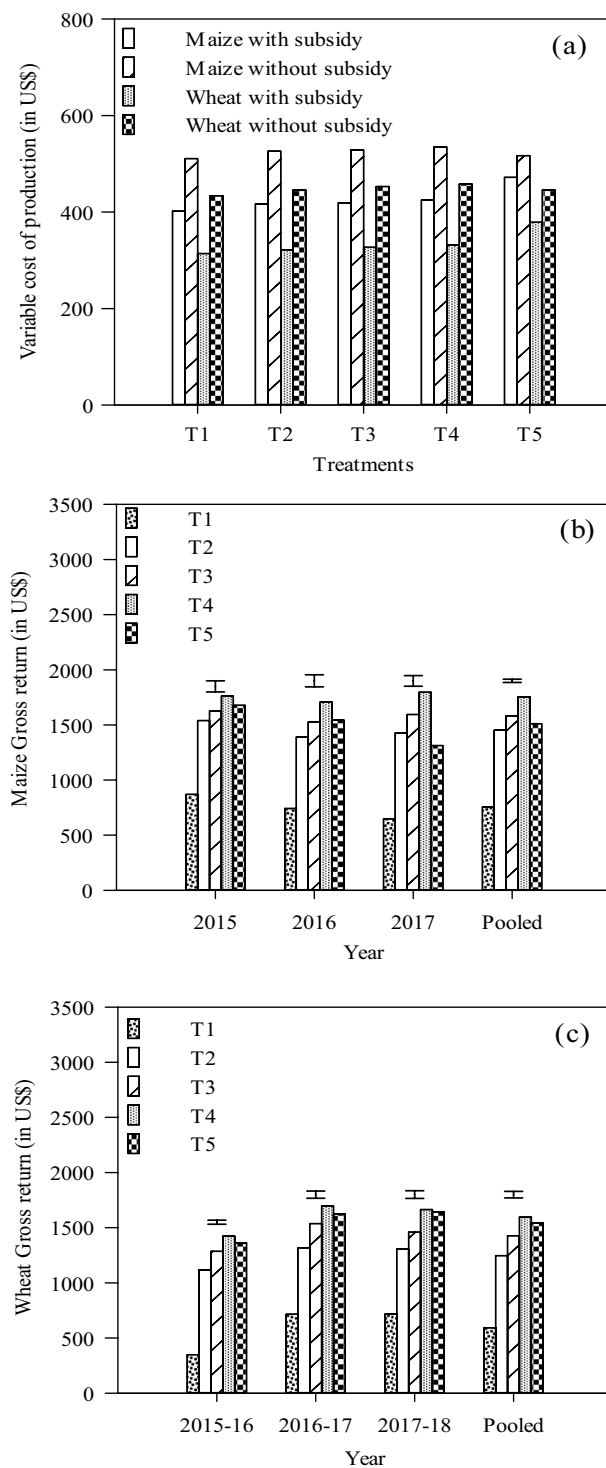 800
(a)
Maize with subsidy
Maize without subsidy
600
Wheat with subsidy
Wheat without subsidy
400
200
0
Variable cost of production (in US$)
T1 T2 T3 T4 T5
Treatments
3500
(b)
T1
T2
3000
T3
T4
2500
T5
2000
1500
1000
500
0
Maize Gross return (in US$)
2015 2016 2017 Pooled
Year
3500
(c)
T1
T2
3000
T3
T4
2500
T5
2000
1500
1000
500
0
Wheat Gross return (in US$)
2015-16 2016-17 2017-18 Pooled
Year